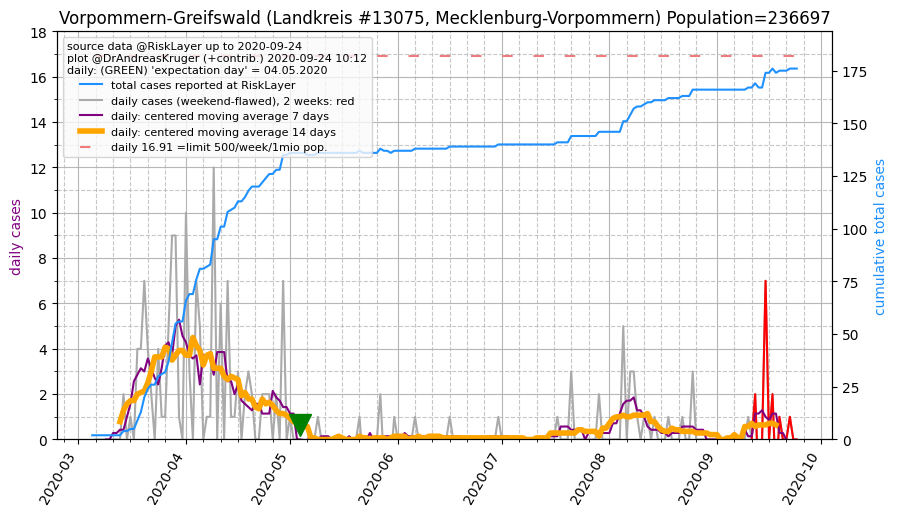 Vorpommern-Greifswald (Landkreis #13075, Mecklenburg-Vorpommern) Population=236697
source data @RiskLayer up to 2020-09-24
plot @DrAndreasKruger (+contrib.) 2020-09-24 10:12
daily: (GREEN) 'expectation day' = 04.05.2020
total cases reported at RiskLayer
daily cases (weekend-flawed), 2 weeks: red
daily: centered moving average 7 days
daily: centered moving average 14 days
daily 16.91 =limit 500/week/1mio pop.
daily cases
18
16
14
12
10
8
6
4
2
0
cumulative total cases
175
150
125
100
75
50
25
0
2020-03
2020-04
2020-05
2020-06
2020-07
2020-08
2020-09
2020-10